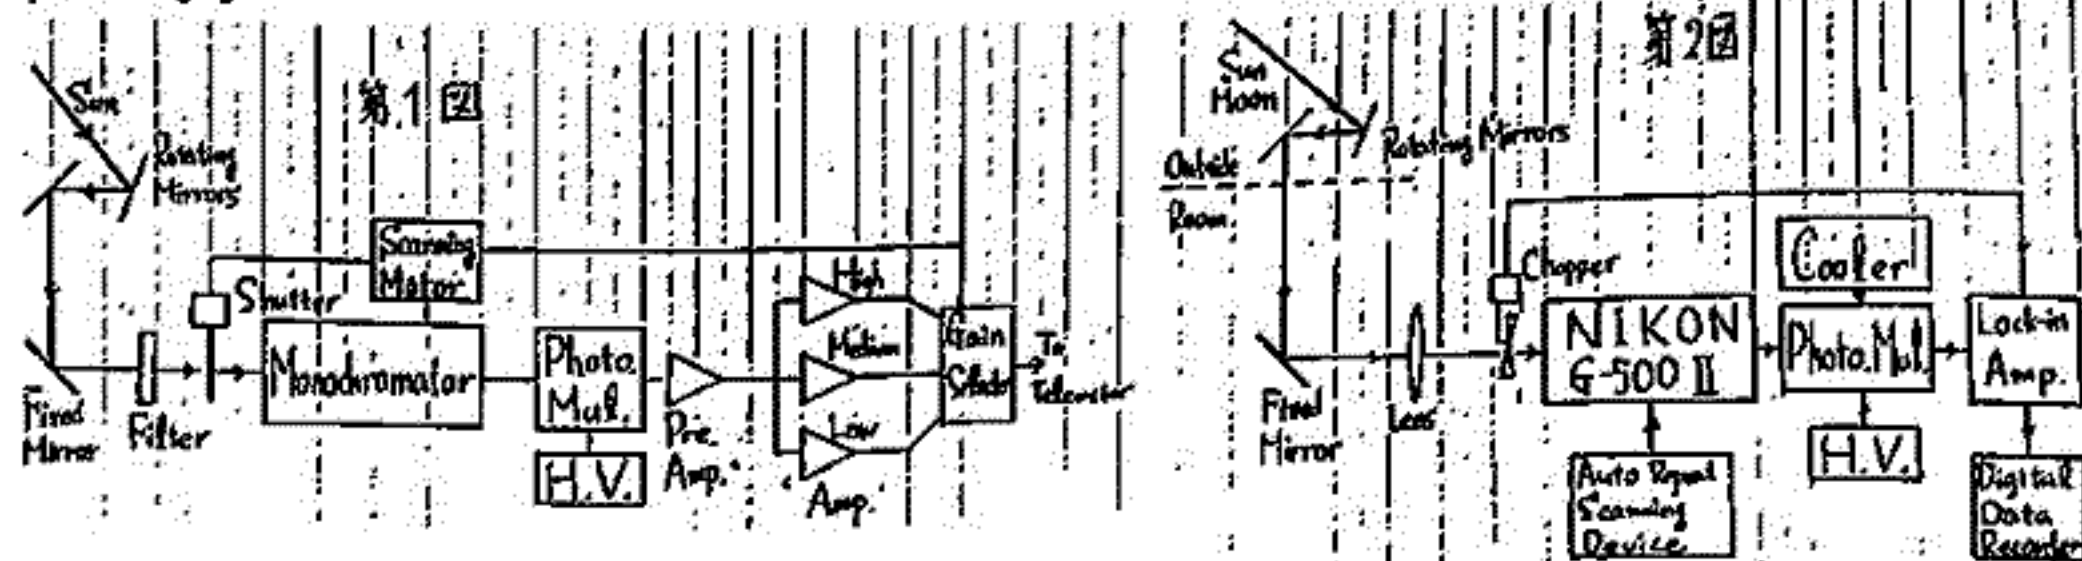 第1図
Sun
Rotating
Mirrors
Scanning
Motor
Shutter
High
Monochromator
Photo.
Mul.
Medium
Gain
To
Telemeter
Fixed
Mirror
Filter
Pre.
Amp.
Low
H.V.
Amp.
第2図
Sun
Moon
Rotating Mirrors
Outside
Room
Chopper
Cooler
NIKON
G-500 II
Photo. Mul.
Lock-in
Amp.
Fixed
Mirror
Lens
H.V.
Auto Repeat
Scanning
Device
Digital
Data
Recorder